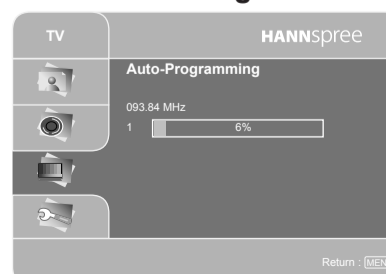 TV
HANNspree
Auto-Programming
093.84 MHz
1 6%
Return :